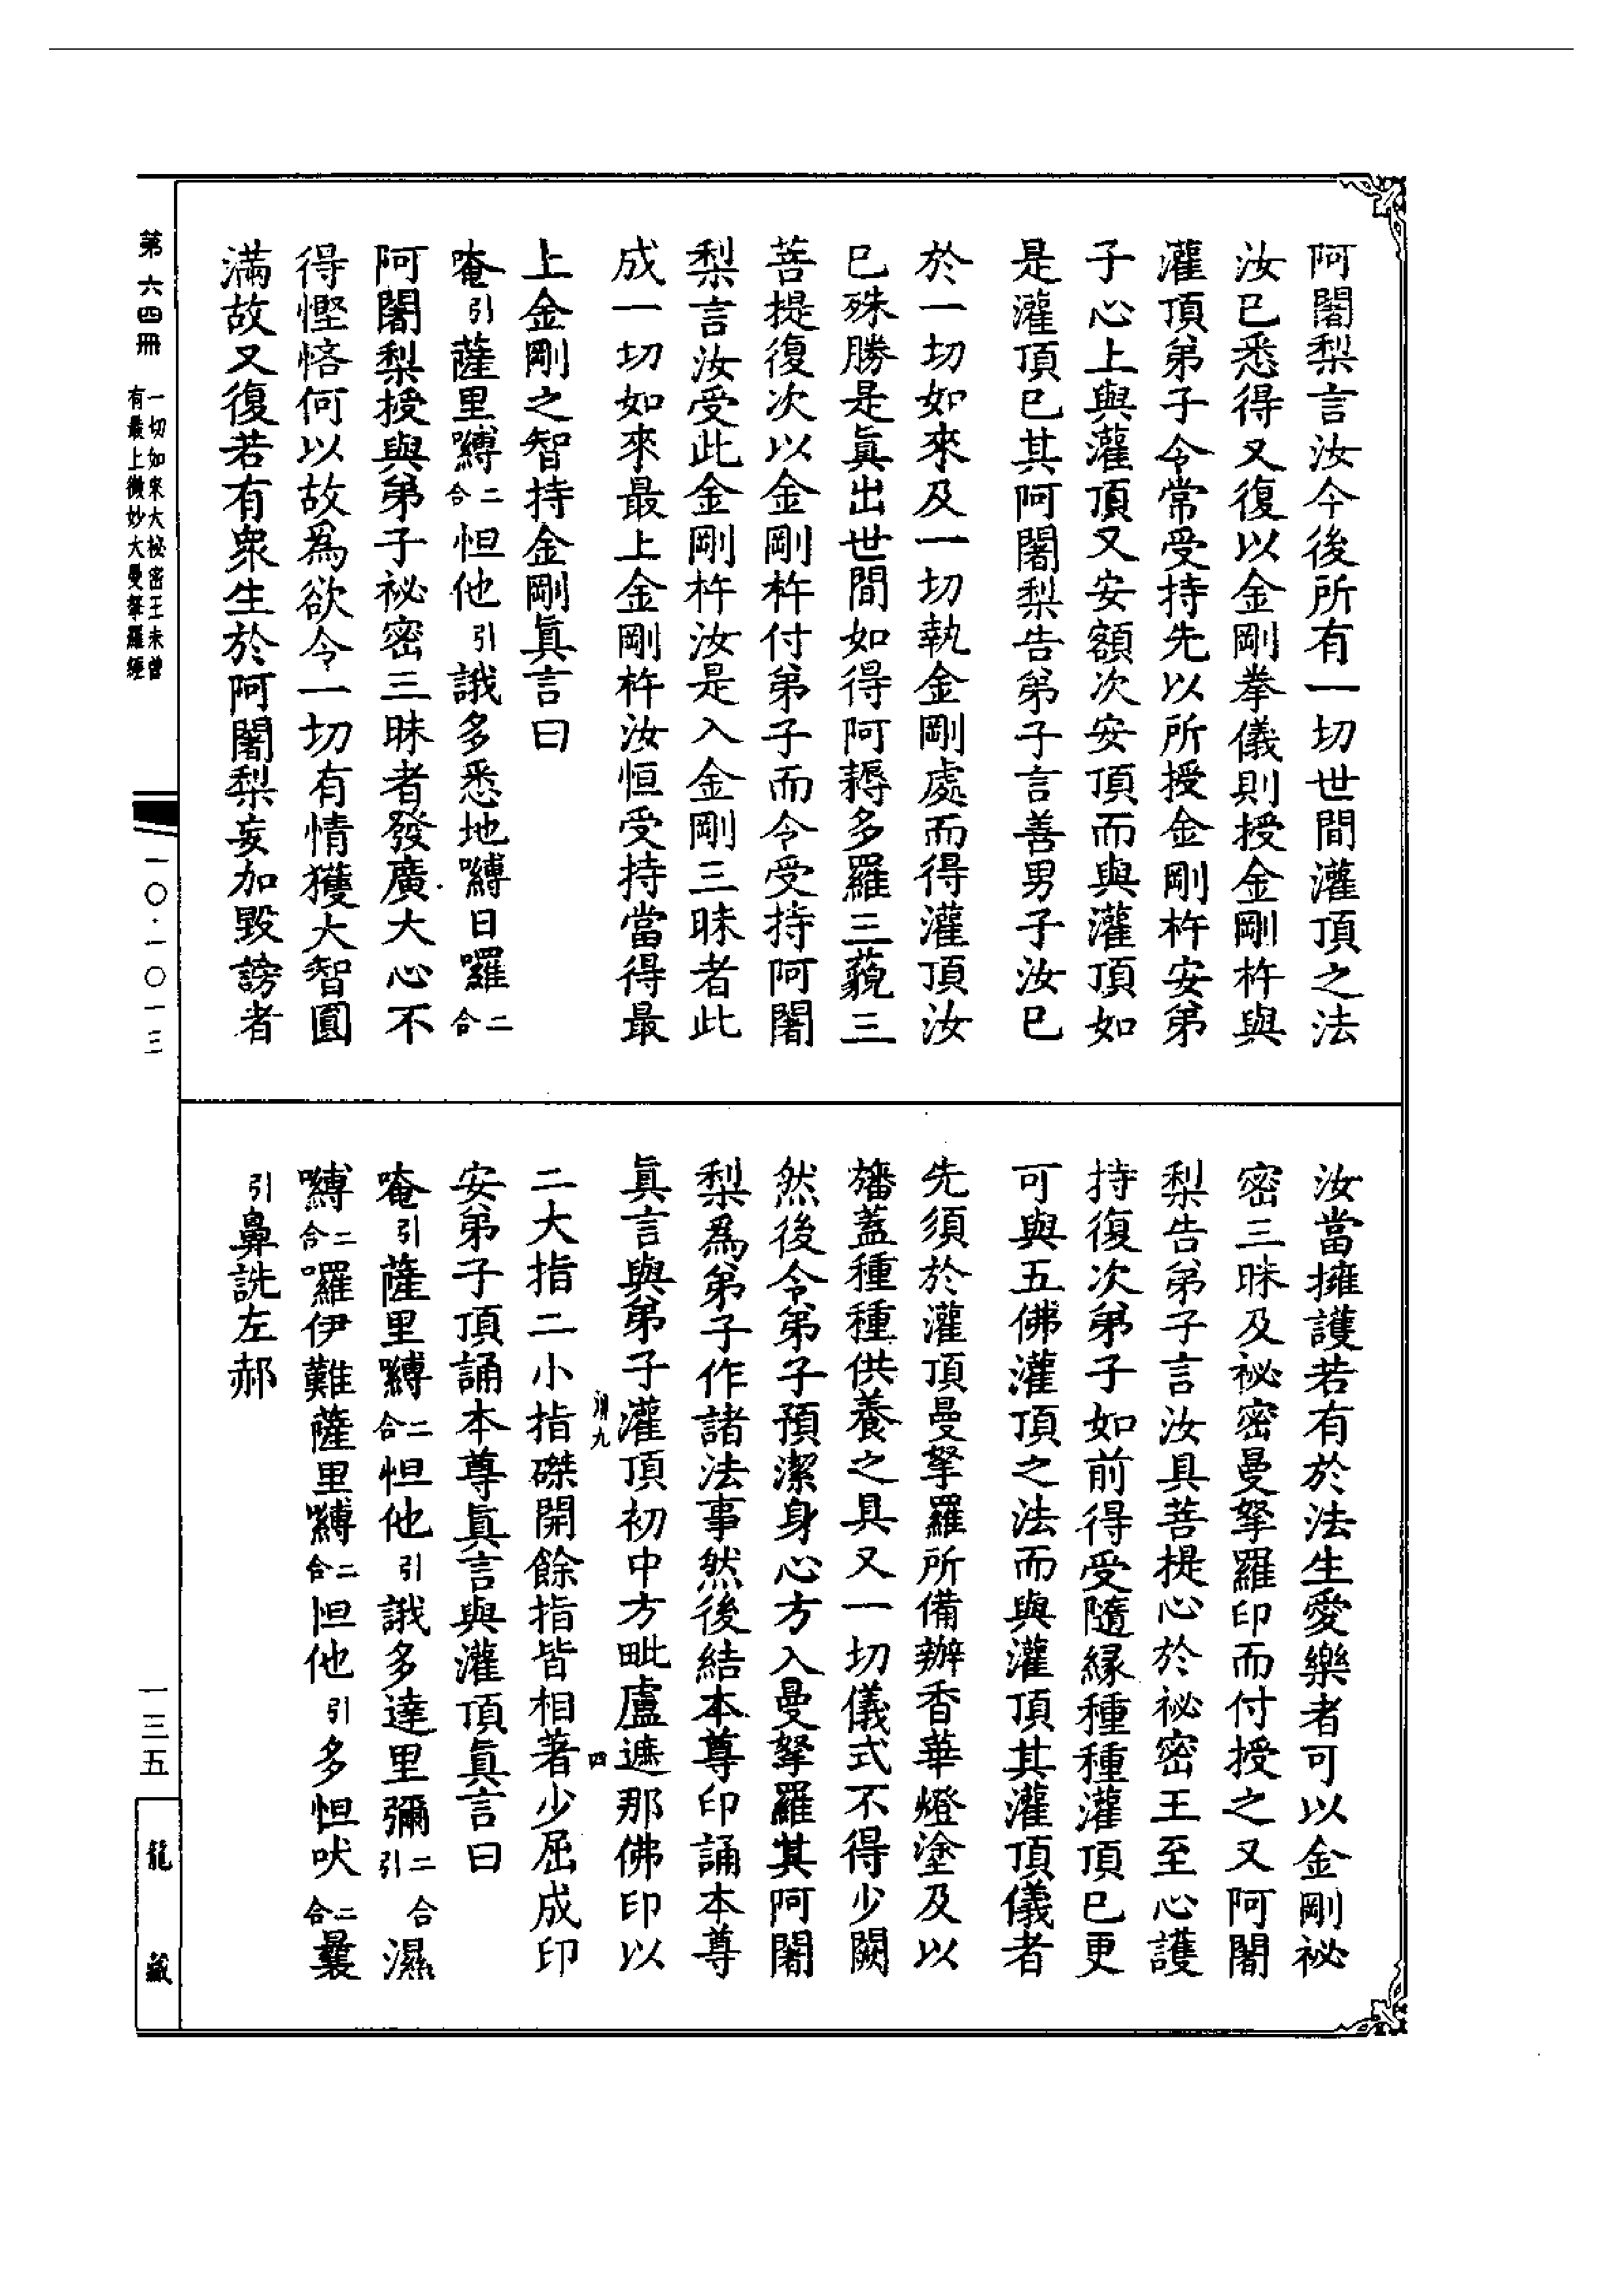 阿闍梨言汝今後所有一切世間灌頂之法
汝已悉得又復以金剛拳儀則授金剛杵與
灌頂弟子令常受持先以所授金剛杵安弟
子心上與灌頂又安額次安頂而與灌頂如
是灌頂已其阿闍梨告弟子言善男子汝已
於一切如來及一切執金剛處而得灌頂汝
已殊勝是眞出世間如得阿耨多羅三藐三
菩提復次以金剛杵付弟子而令受持阿闍
梨言汝受此金剛杵汝是入金剛三昧者此
成一切如來最上金剛杵汝恒受持當得最
上金剛之智持金剛眞言曰
唵引薩里嚩二合怛他引誐多悉地嚩日囉二合
阿闍梨授與弟子祕密三昧者發廣大心不
得慳悋何以故爲欲令一切有情獲大智圓
滿故又復若有衆生於阿闍梨妄加毀謗者
汝當擁護若有於法生愛樂者可以金剛祕
密三昧及祕密曼拏羅印而付授之又阿闍
梨告弟子言汝具菩提心於祕密王至心護
持復次弟子如前得受隨緣種種灌頂已更
可與五佛灌頂之法而與灌頂其灌頂儀者
先須於灌頂曼拏羅所備辦香華燈塗及以
旛蓋種種供養之具又一切儀式不得少闕
然後令弟子預潔身心方入曼拏羅其阿闍
梨爲弟子作諸法事然後結本尊印誦本尊
眞言與弟子灌頂初中方毗盧遮那佛印以
九 四
二大指二小指磔開餘指皆相著少屈成印
安弟子頂誦本尊眞言與灌頂眞言曰
唵引薩里嚩二合怛他引誐多達里彌二合引濕
嚩二合囉伊難薩里嚩二合怛他引多怛吠二合曩
引鼻詵左郝
第六四冊
一切如來大祕密王未曾
有最上微妙大曼拏羅經
一〇·一〇一三
一三五
龍藏